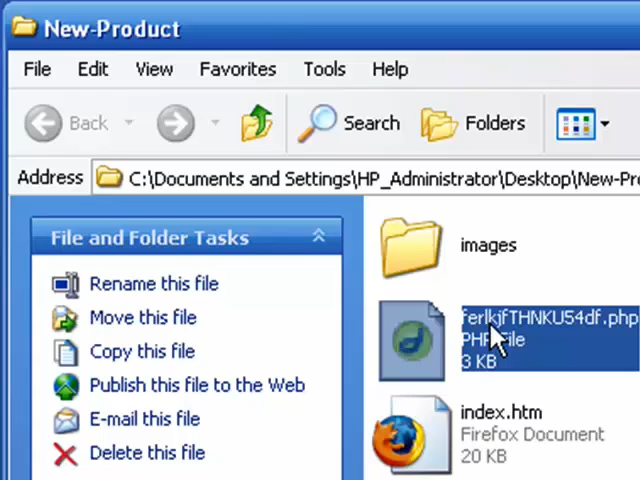 New-Product
File Edit View Favorites Tools Help
Back Search Folders
Address C:\Documents and Settings\HP_Administrator\Desktop\New-Pr
File and Folder Tasks
Rename this file
Move this file
Copy this file
Publish this file to the Web
E-mail this file
Delete this file
images
ferlkjfTHNKU54df.php
PHP File
3 KB
index.htm
Firefox Document
20 KB